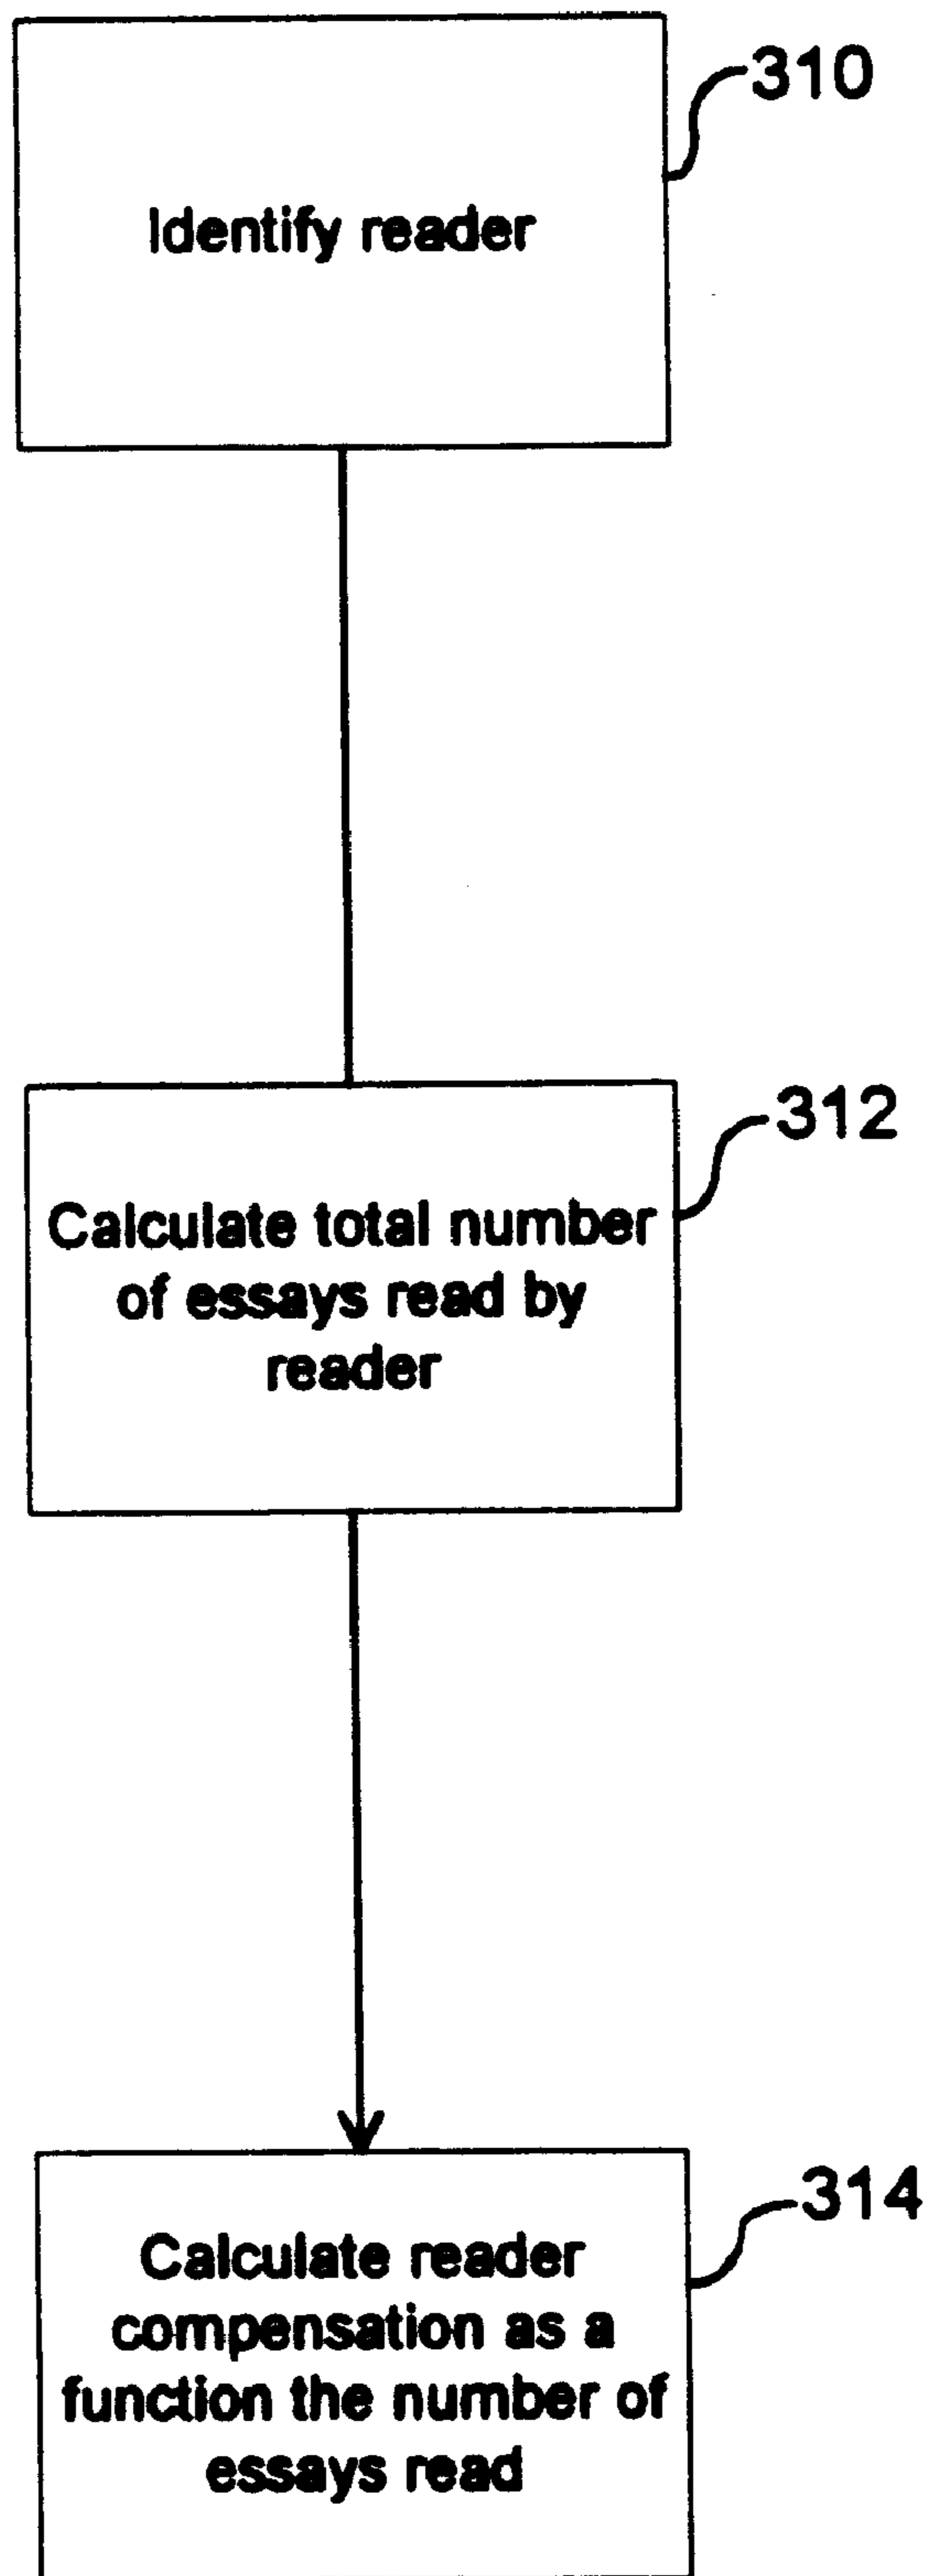 310
Identify reader
312
Calculate total number
of essays read by
reader
314
Calculate reader
compensation as a
function the number of
essays read